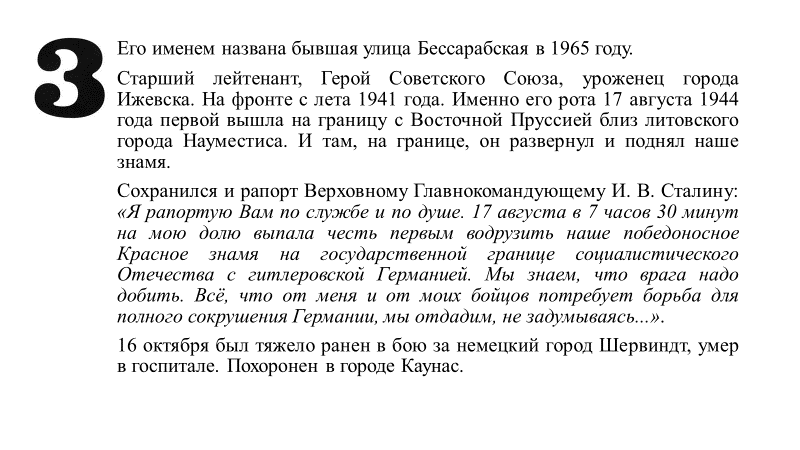 3
Его именем названа бывшая улица Бессарабская в 1965 году.
Старший лейтенант, Герой Советского Союза, уроженец города
Ижевска. На фронте с лета 1941 года. Именно его рота 17 августа 1944
года первой вышла на границу с Восточной Пруссией близ литовского
города Науместиса. И там, на границе, он развернул и поднял наше
знамя.
Сохранился и рапорт Верховному Главнокомандующему И. В. Сталину:
«Я рапортую Вам по службе и по душе. 17 августа в 7 часов 30 минут
на мою долю выпала честь первым водрузить наше победоносное
Красное знамя на государственной границе социалистического
Отечества с гитлеровской Германией. Мы знаем, что врага надо
добить. Всё, что от меня и от моих бойцов потребует борьба для
полного сокрушения Германии, мы отдадим, не задумываясь...».
16 октября был тяжело ранен в бою за немецкий город Шервиндт, умер
в госпитале. Похоронен в городе Каунас.